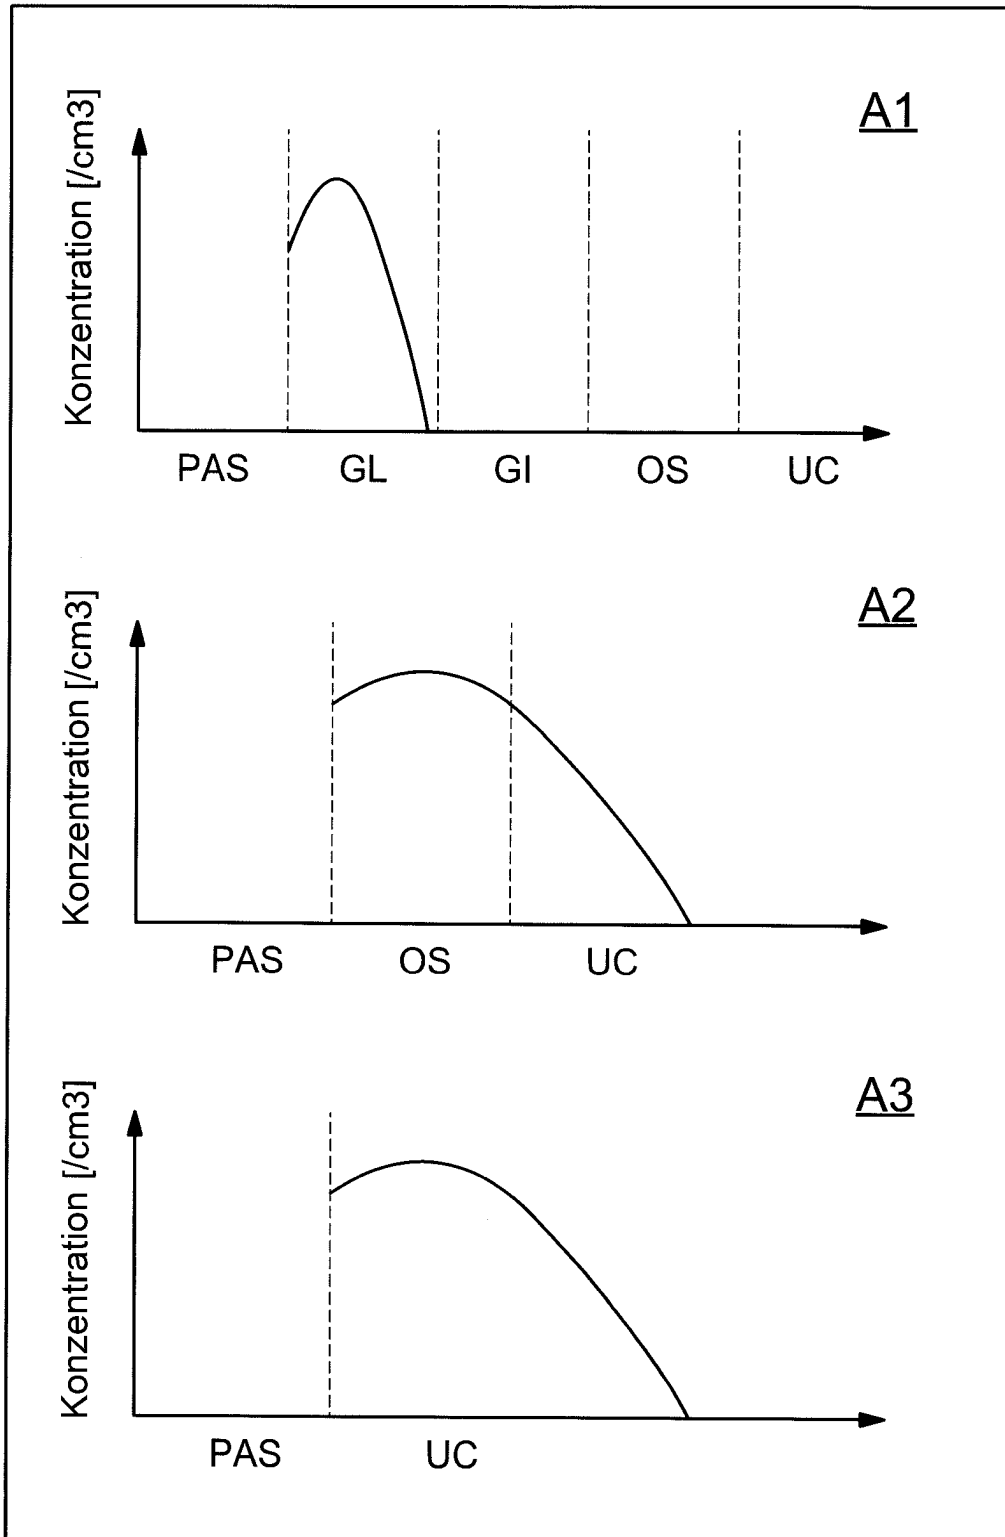 A1
Konzentration [/cm3]
PAS GL GI OS UC
A2
Konzentration [/cm3]
PAS OS UC
A3
Konzentration [/cm3]
PAS UC